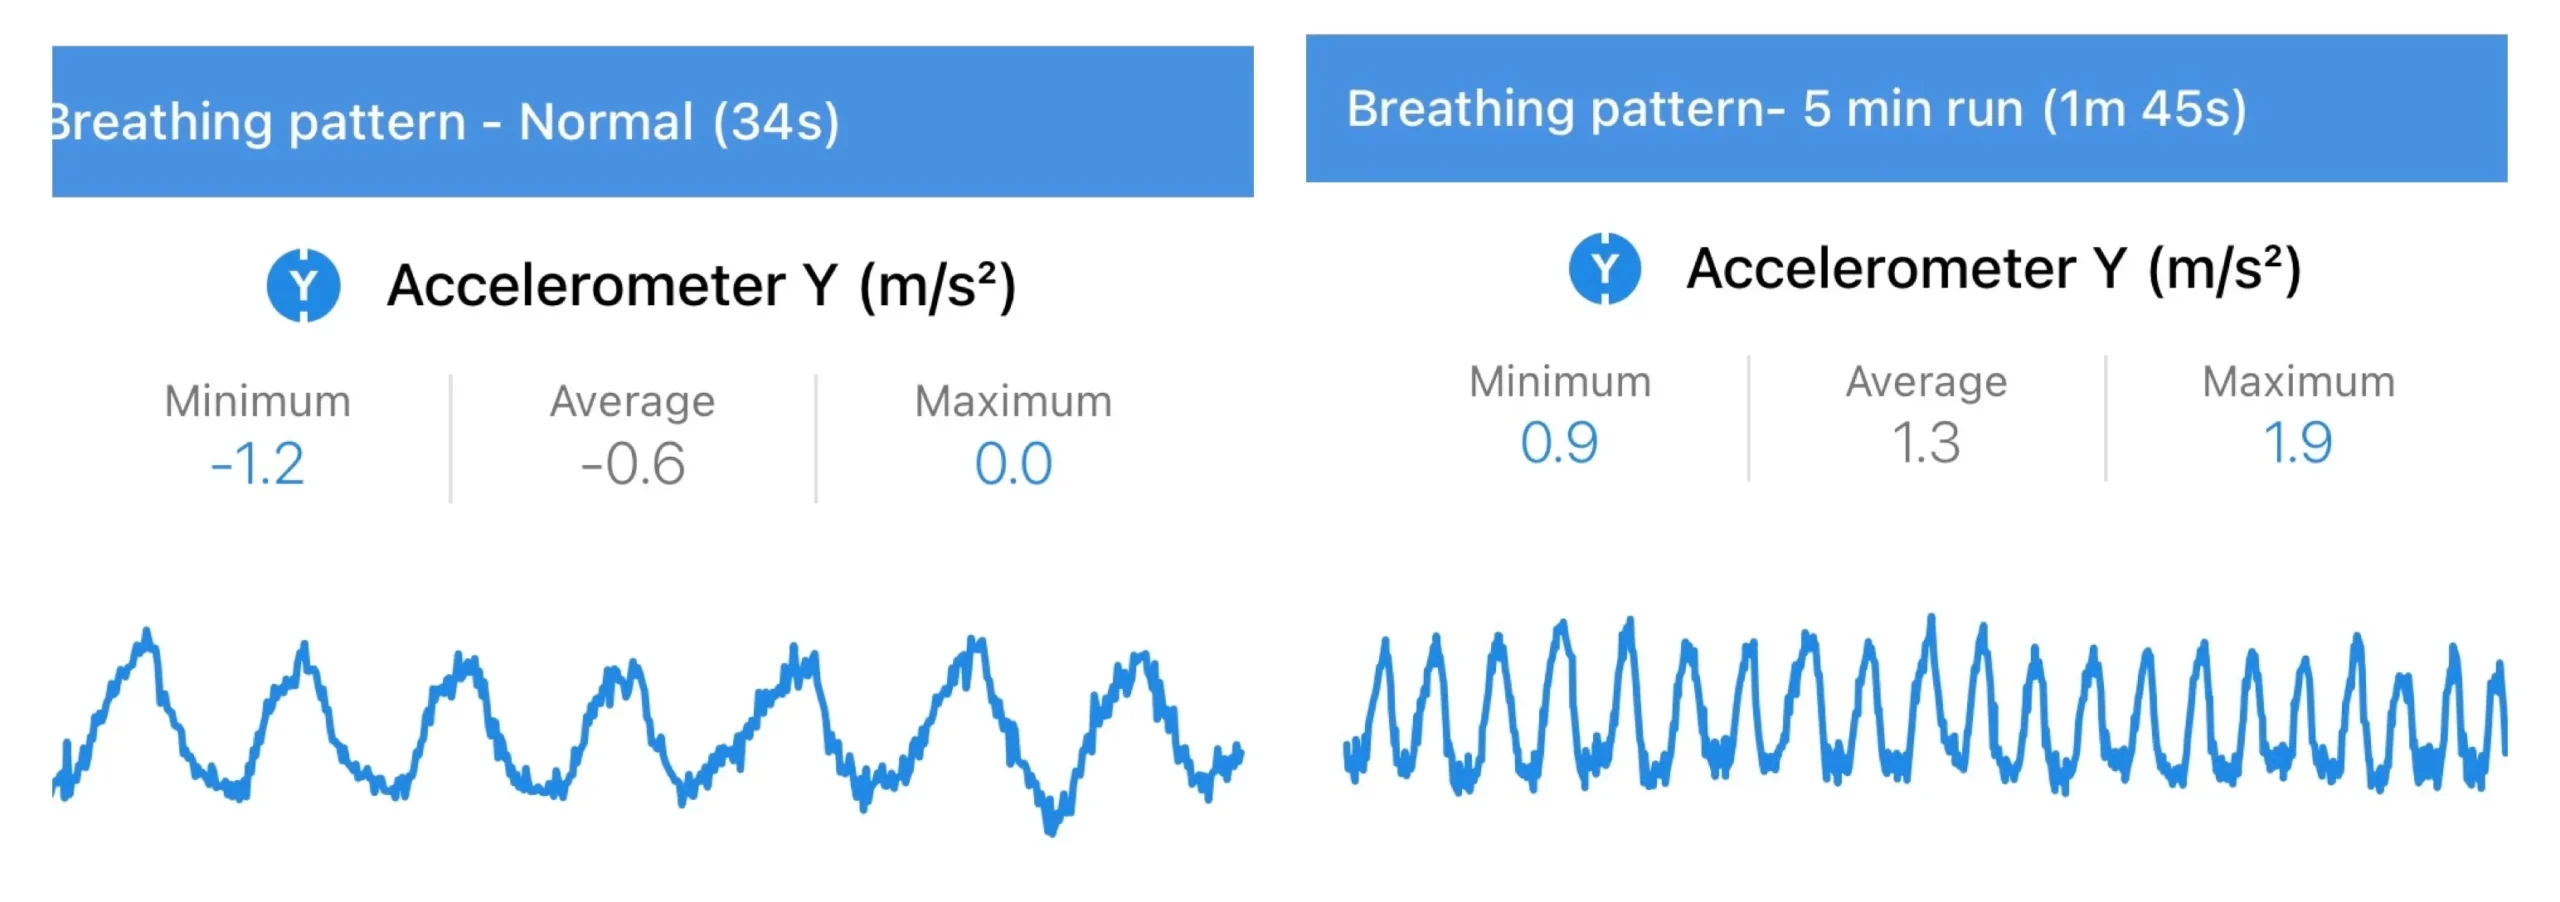 Breathing pattern - Normal (34s)
Y Accelerometer Y (m/s²)
Minimum Average Maximum
-1.2 -0.6 0.0
Breathing pattern- 5 min run (1m 45s)
Y Accelerometer Y (m/s²)
Minimum Average Maximum
0.9 1.3 1.9